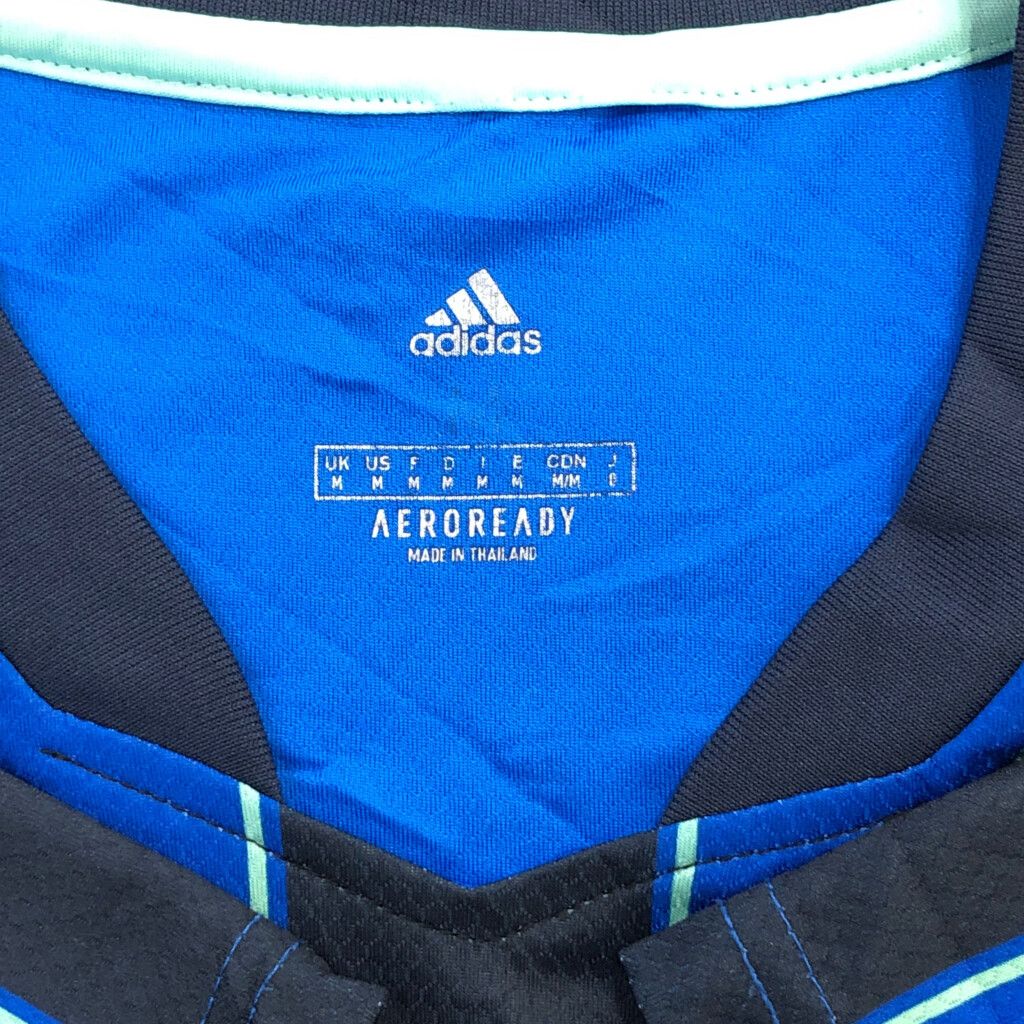 adidas
UK US F D I E CDN J
M M M M M M M/M
AEROREADY
MADE IN THAILAND